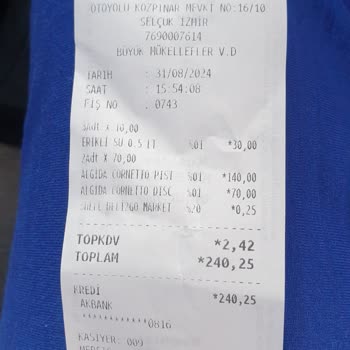 OTOYOLU KOZPINAR MEVKİ NO:16/10
SELÇUK İZMİR
7690007614
BÜYÜK MÜKELLEFLER V.D
TARİH : 31/08/2024
SAAT : 15:54:08
FİŞ NO : 0743
3Adt X 10,00
ERIKLI SU 0.5 LT %01 *30,00
2Adt X 70,00
ALGIDA CORNETTO PIST %01 *140,00
ALGIDA CORNETTO DISC %01 *70,00
MARKET %20 *0,25
TOPKDV *2,42
TOPLAM *240,25
KREDİ *240,25
AKBANK
************0816
KASİYER: 009